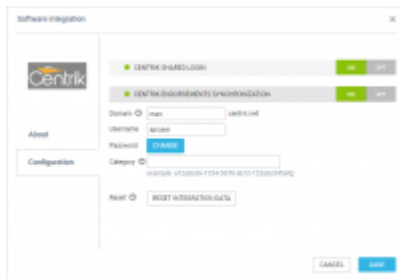 Software integration
Centrik
CENTRIK SHARED LOGIN
ON OFF
CENTRIK ENDORSEMENTS SYNCHRONIZATION
ON OFF
Domain
.centrik.net
Username
Password CHANGE
Category
About
Configuration
Reset RESET INTEGRATION DATA
CANCEL SAVE